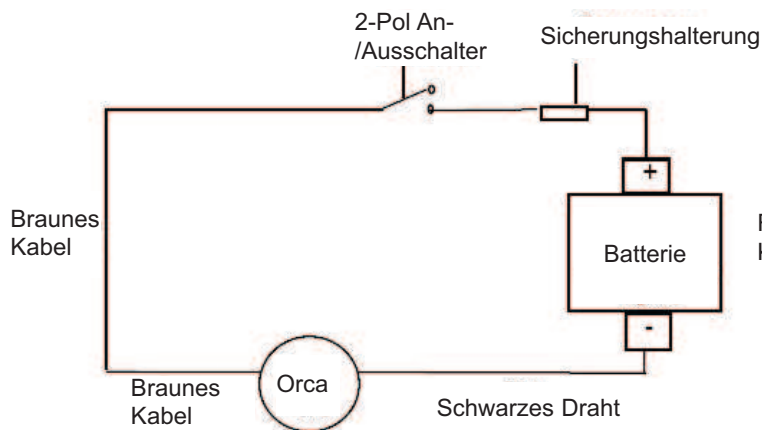 2-Pol An-
/Ausschalter
Sicherungshalterung
+
Braunes
Kabel
Batterie
-
Orca
Braunes
Kabel
Schwarzes Draht